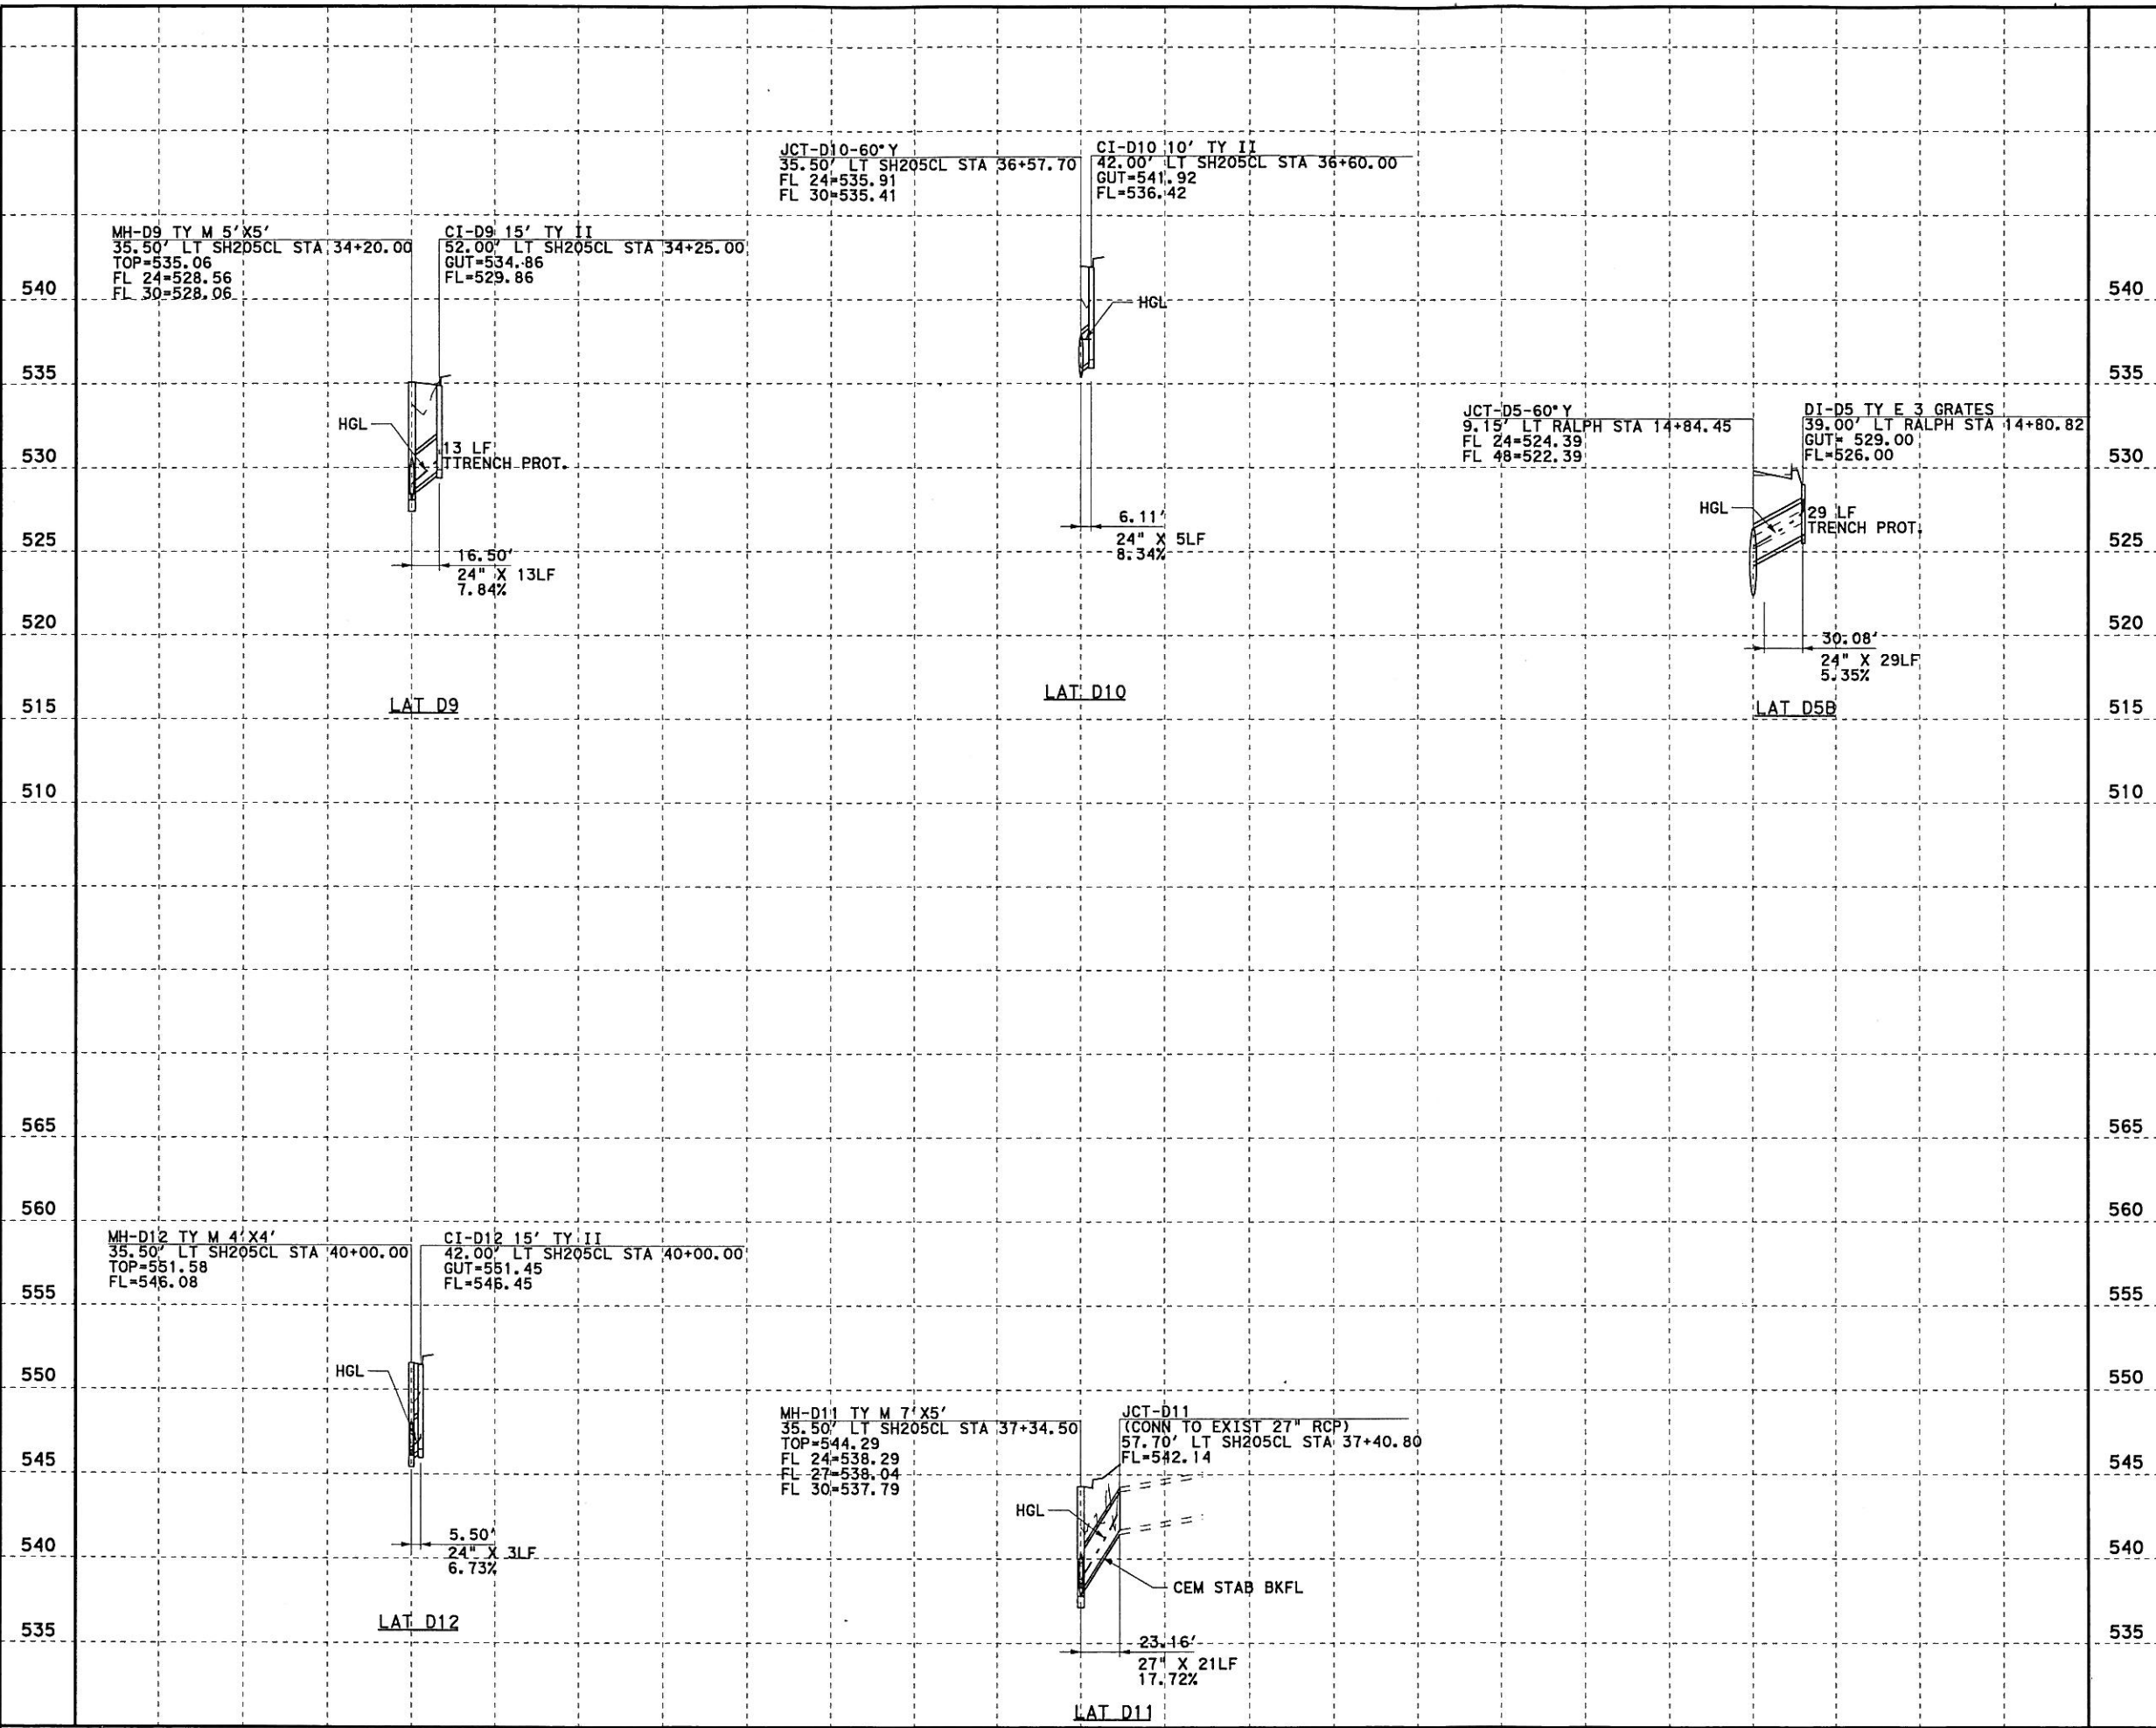 JCT-D10-60°Y
35.50' LT SH205CL STA 36+57.70
FL 24=535.91
FL 30=535.41
CI-D10 10' TY II
42.00' LT SH205CL STA 36+60.00
GUT=541.92
FL=536.42
MH-D9 TY M 5'X5'
35.50' LT SH205CL STA 34+20.00
TOP=535.06
FL 24=528.56
FL 30=528.06
CI-D9 15' TY II
52.00' LT SH205CL STA 34+25.00
GUT=534.86
FL=529.86
540
HGL
540
535
535
JCT-D5-60°Y
9.15' LT RALPH STA 14+84.45
FL 24=524.39
FL 48=522.39
DI-D5 TY E 3 GRATES
39.00' LT RALPH STA 14+80.82
GUT= 529.00
FL=526.00
HGL
13 LF
TTRENCH PROT.
530
530
HGL
29 LF
TRENCH PROT.
6.11'
24" X 5LF
8.34%
525
525
16.50'
24" X 13LF
7.84%
520
520
30.08'
24" X 29LF
5.35%
LAT D9
LAT D10
LAT D5B
515
515
510
510
565
565
560
560
MH-D12 TY M 4'X4'
35.50' LT SH205CL STA 40+00.00
TOP=551.58
FL=546.08
CI-D12 15' TY II
42.00' LT SH205CL STA 40+00.00
GUT=551.45
FL=546.45
555
555
550
HGL
550
MH-D11 TY M 7'X5'
35.50' LT SH205CL STA 37+34.50
TOP=544.29
FL 24=538.29
FL 27=538.04
FL 30=537.79
JCT-D11
(CONN TO EXIST 27" RCP)
57.70' LT SH205CL STA 37+40.80
FL=542.14
545
545
HGL
5.50'
24" X 3LF
6.73%
540
540
CEM STAB BKFL
LAT D12
535
535
23.16'
27" X 21LF
17.72%
LAT D11